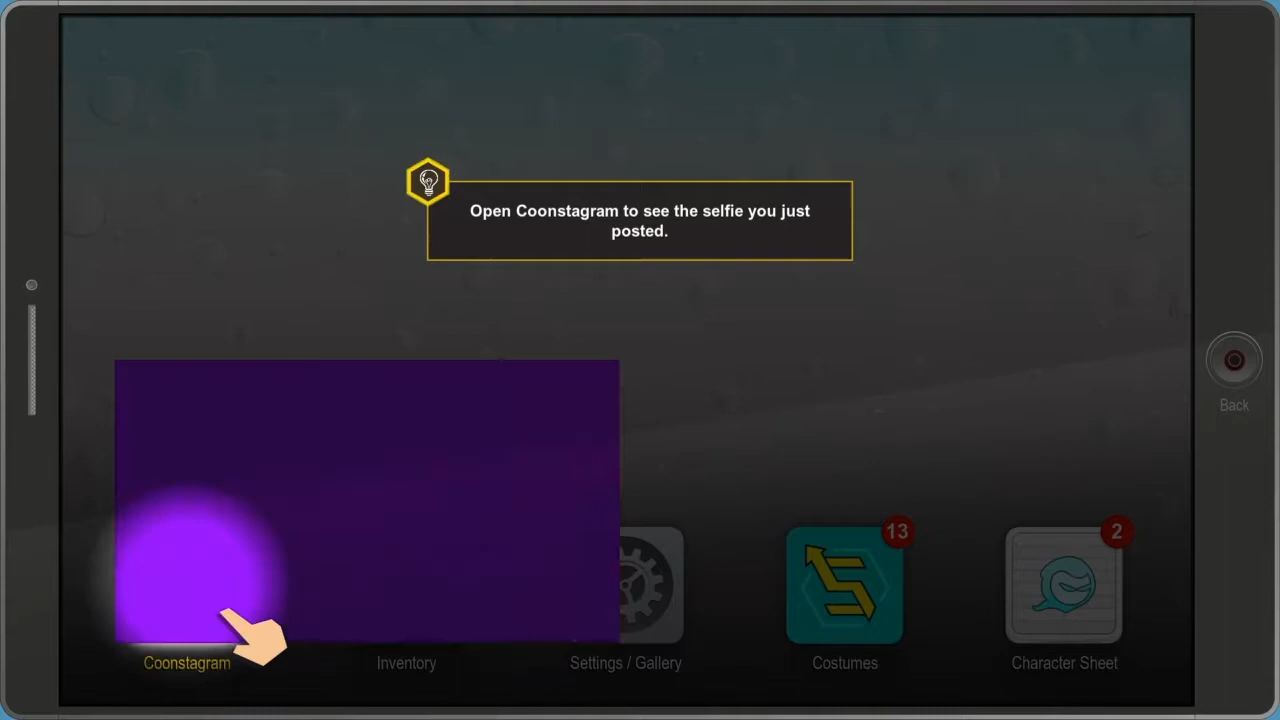 Open Coonstagram to see the selfie you just
posted.
Back
13
2
Coonstagram
Inventory
Settings / Gallery
Costumes
Character Sheet